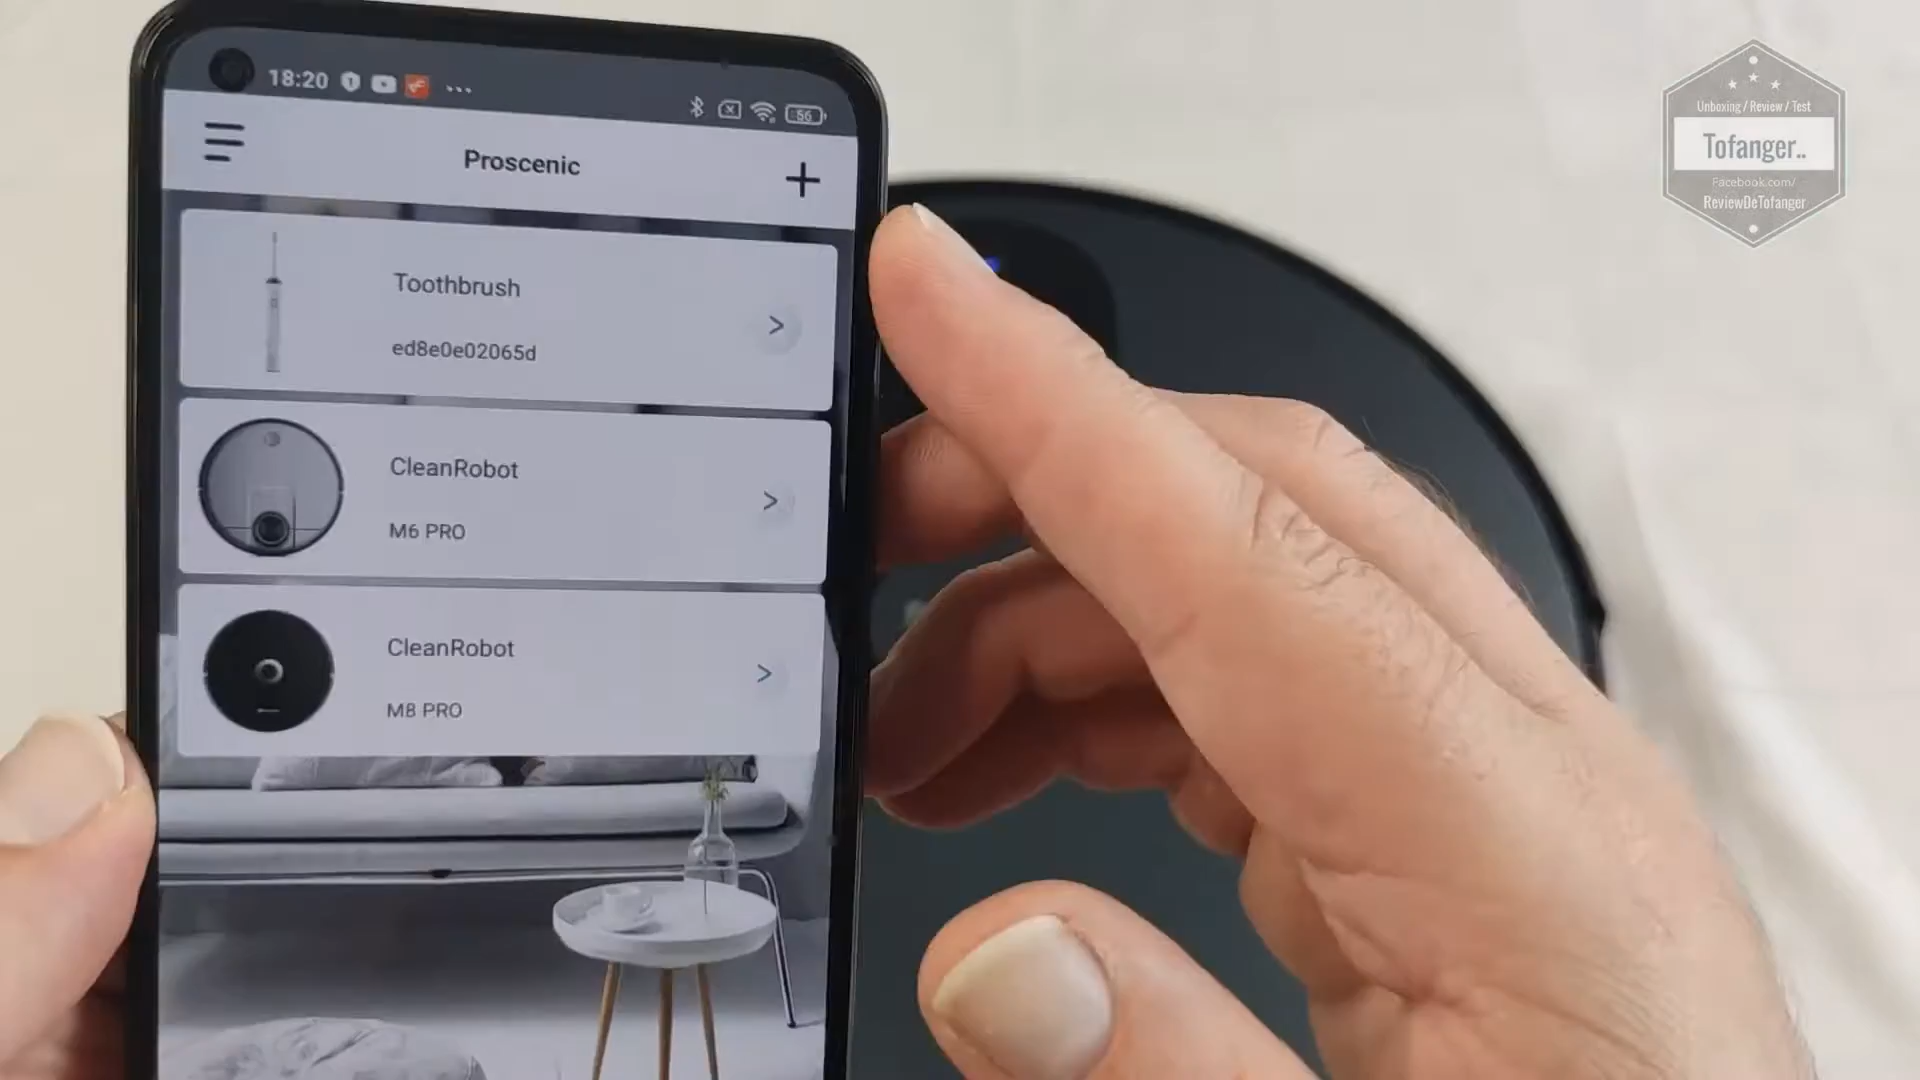 18:20
56
Proscenic
Toothbrush
ed8e0e02065d
CleanRobot
M6 PRO
CleanRobot
M8 PRO
Unboxing / Review / Test
Tofanger..
Facebook.com/
ReviewDeTofanger